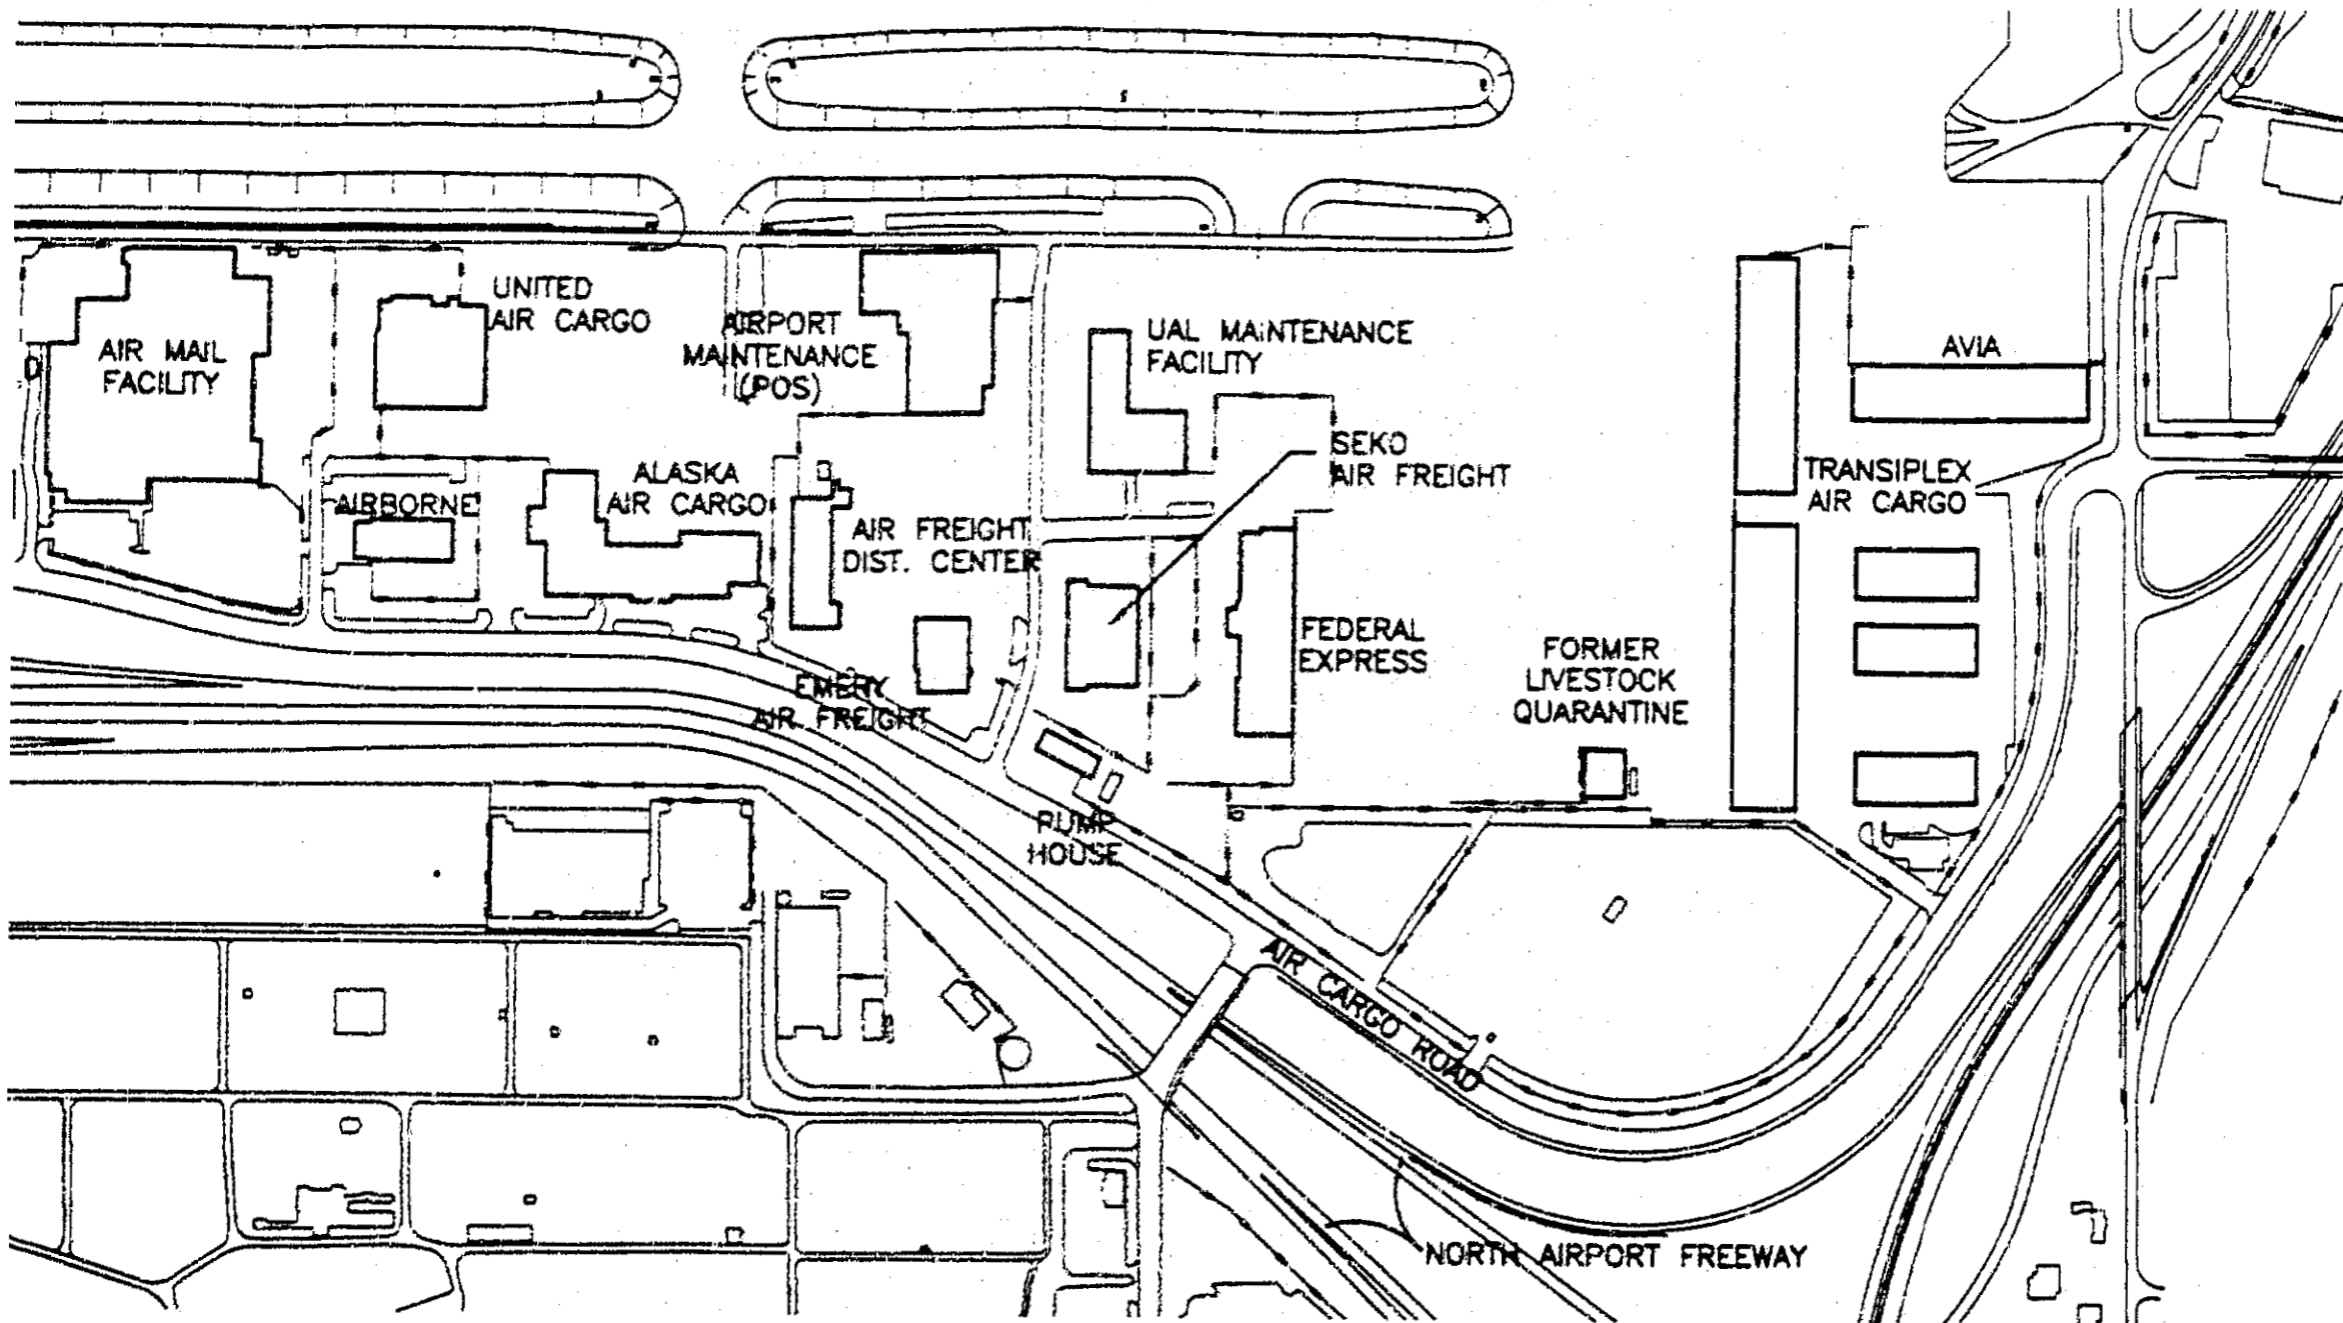 UNITED
AIR CARGO
AIR MAIL
FACILITY
AIRPORT
MAINTENANCE
(POS)
UAL MAINTENANCE
FACILITY
AVIA
SEKO
AIR FREIGHT
TRANSIPLEX
AIR CARGO
ALASKA
AIR CARGO
AIRBORNE
AIR FREIGHT
DIST. CENTER
FEDERAL
EXPRESS
FORMER
LIVESTOCK
QUARANTINE
EMERY
AIR FREIGHT
PUMP
HOUSE
AIR CARGO ROAD
NORTH AIRPORT FREEWAY